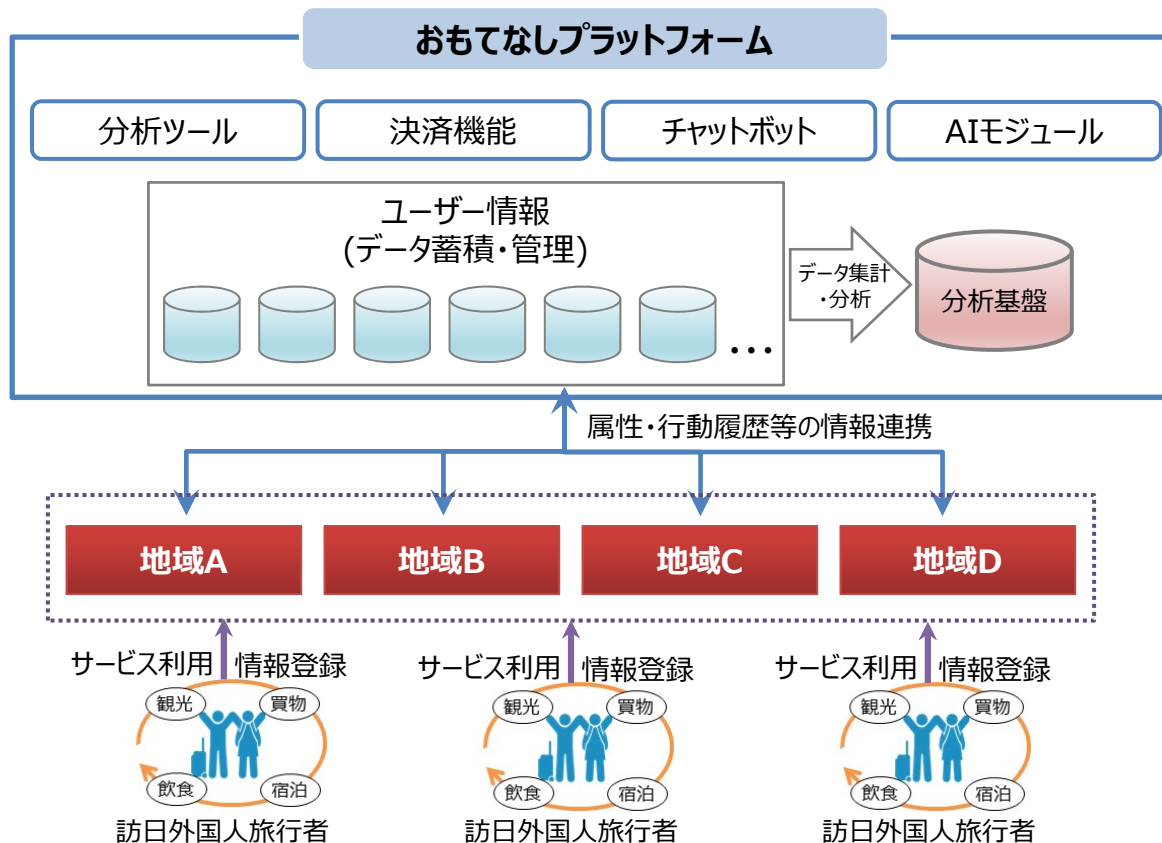 おもてなしプラットフォーム
分析ツール
決済機能
チャットボット
AIモジュール
ユーザー情報
(データ蓄積・管理)
データ集計
・分析
分析基盤
…
属性・行動履歴等の情報連携
地域A
地域B
地域C
地域D
サービス利用
情報登録
観光
買物
飲食
宿泊
訪日外国人旅行者
サービス利用
情報登録
観光
買物
飲食
宿泊
訪日外国人旅行者
サービス利用
情報登録
観光
買物
飲食
宿泊
訪日外国人旅行者